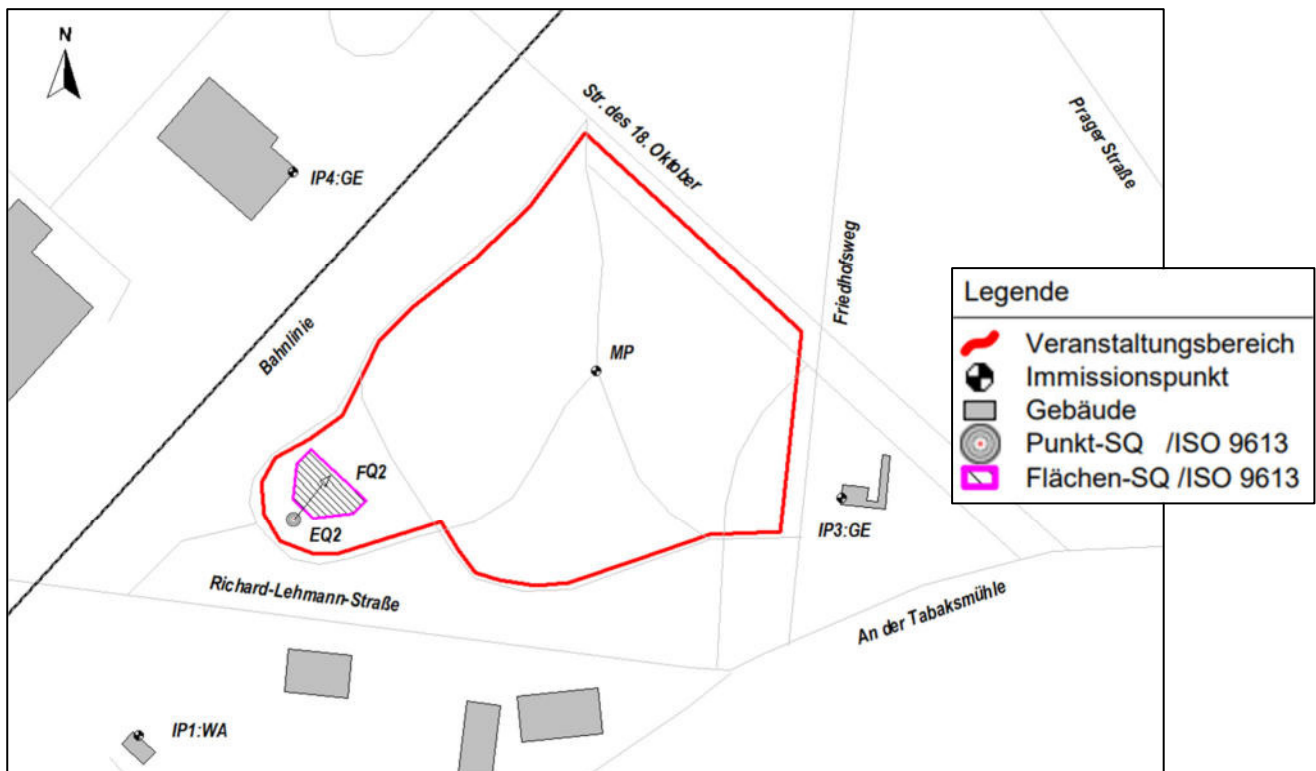 N
Str. des 18. Oktober
Prager Straße
IP4:GE
Friedhofsweg
Bahnlinie
MP
Legende
Veranstaltungsbereich
Immissionspunkt
Gebäude
Punkt-SQ /ISO 9613
Flächen-SQ /ISO 9613
FQ2
EQ2
IP3:GE
Richard-Lehmann-Straße
An der Tabaksmühle
IP1:WA